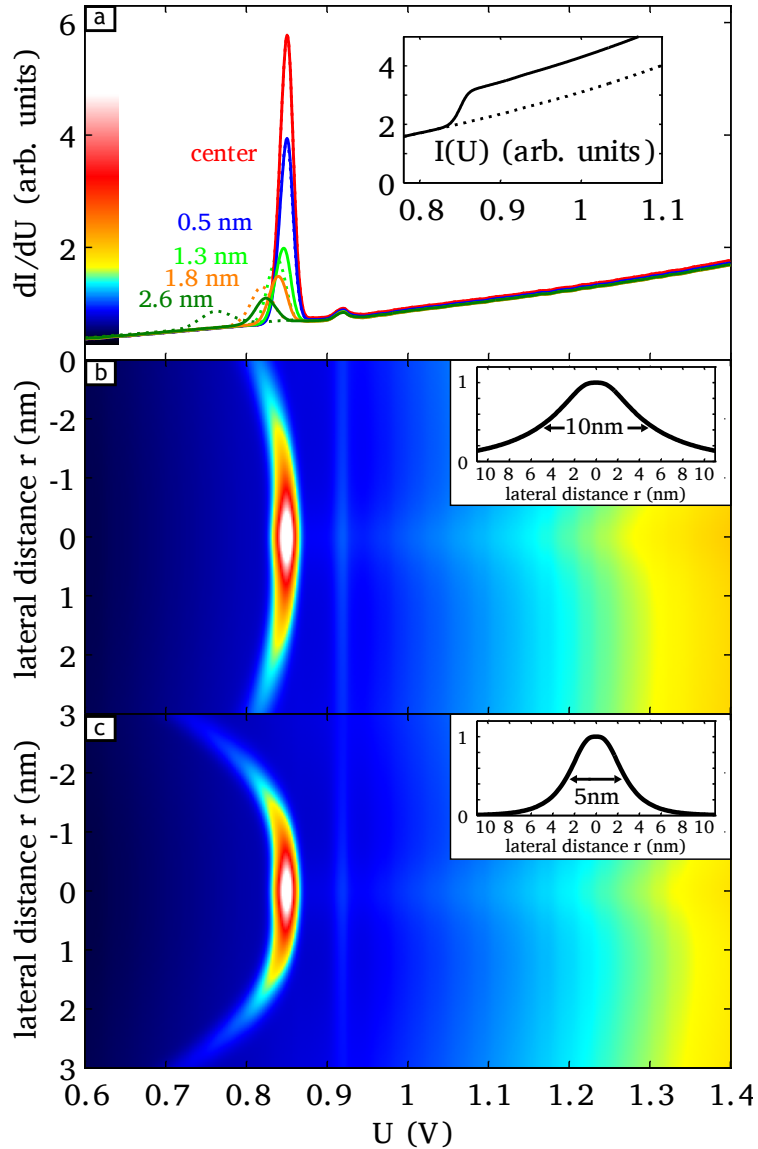 a
dI/dU (arb. units)
6
4
2
0
center
0.5 nm
1.3 nm
1.8 nm
2.6 nm
4
2
0
I(U) (arb. units)
0.8 0.9 1 1.1
b
lateral distance r (nm)
-2
-1
0
1
2
3
1
0
10nm
10 8 6 4 2 0 2 4 6 8 10
lateral distance r (nm)
c
lateral distance r (nm)
-2
-1
0
1
2
3
1
0
5nm
10 8 6 4 2 0 2 4 6 8 10
lateral distance r (nm)
0.6 0.7 0.8 0.9 1 1.1 1.2 1.3 1.4
U (V)